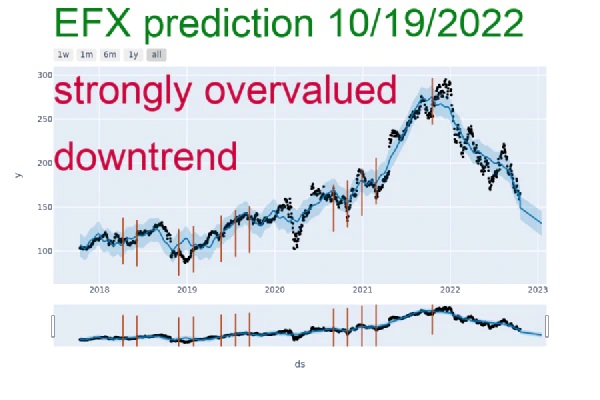 EFX prediction 10/19/2022
1w 1m 6m 1y all
strongly overvalued
downtrend
300
250
200
150
100
y
2018 2019 2020 2021 2022 2023
ds